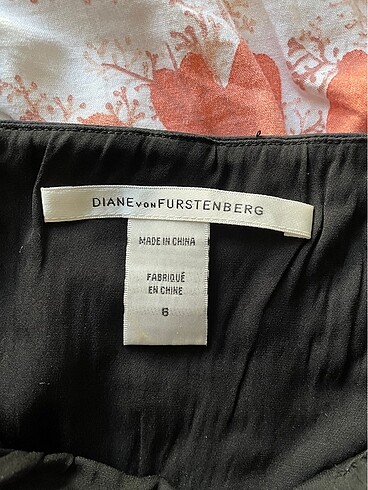 DIANE VON FURSTENBERG
MADE IN CHINA
FABRIQUÉ
EN CHINE
6